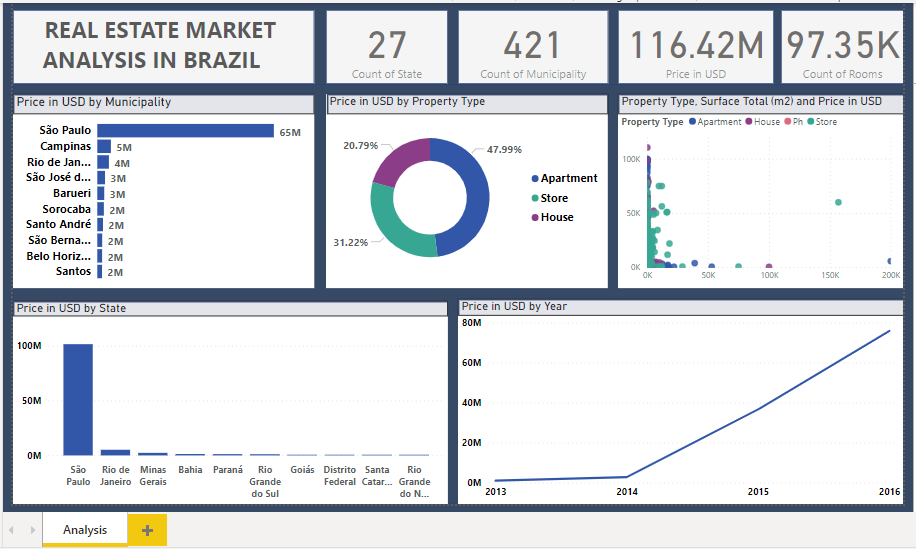 REAL ESTATE MARKET
ANALYSIS IN BRAZIL
27
Count of State
421
Count of Municipality
116.42M
Price in USD
97.35K
Count of Rooms
Price in USD by Municipality
São Paulo 65M
Campinas 5M
Rio de Jan... 4M
São José d... 3M
Barueri 3M
Sorocaba 2M
Santo André 2M
São Berna... 2M
Belo Horiz... 2M
Santos 2M
Price in USD by Property Type
20.79%
47.99%
31.22%
Apartment
Store
House
Property Type, Surface Total (m2) and Price in USD
Property Type Apartment House Ph Store
100K
50K
0K
0K 50K 100K 150K 200K
Price in USD by State
100M
50M
0M
São Paulo
Rio de Janeiro
Minas Gerais
Bahia
Paraná
Rio Grande do Sul
Goiás
Distrito Federal
Santa Catar...
Rio Grande do N...
Price in USD by Year
80M
60M
40M
20M
0M
2013 2014 2015 2016
Analysis